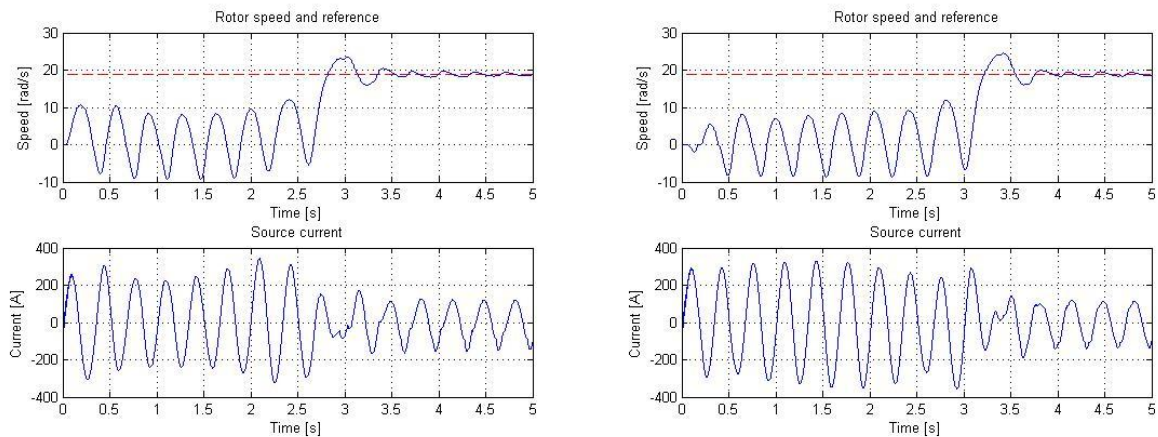 Rotor speed and reference
Speed [rad/s]
30
20
10
0
-10
0 0.5 1 1.5 2 2.5 3 3.5 4 4.5 5
Time [s]
Source current
Current [A]
400
200
0
-200
-400
0 0.5 1 1.5 2 2.5 3 3.5 4 4.5 5
Time [s]
Rotor speed and reference
Speed [rad/s]
30
20
10
0
-10
0 0.5 1 1.5 2 2.5 3 3.5 4 4.5 5
Time [s]
Source current
Current [A]
400
200
0
-200
-400
0 0.5 1 1.5 2 2.5 3 3.5 4 4.5 5
Time [s]